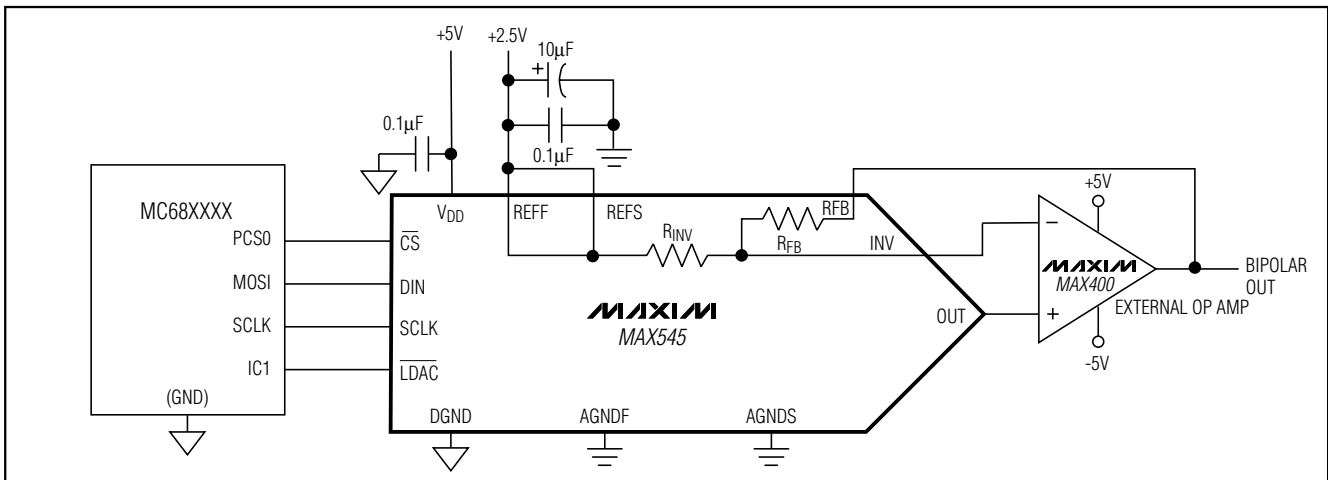 +5V
+2.5V
10µF
+
0.1µF
0.1µF
MC68XXXX
PCS0
MOSI
SCLK
IC1
(GND)
VDD
REFF
REFS
RFB
RINV
RFB
INV
CS
DIN
SCLK
LDAC
MAXIM
MAX545
OUT
DGND
AGNDF
AGNDS
+5V
−
MAXIM
MAX400
EXTERNAL OP AMP
+
-5V
BIPOLAR
OUT